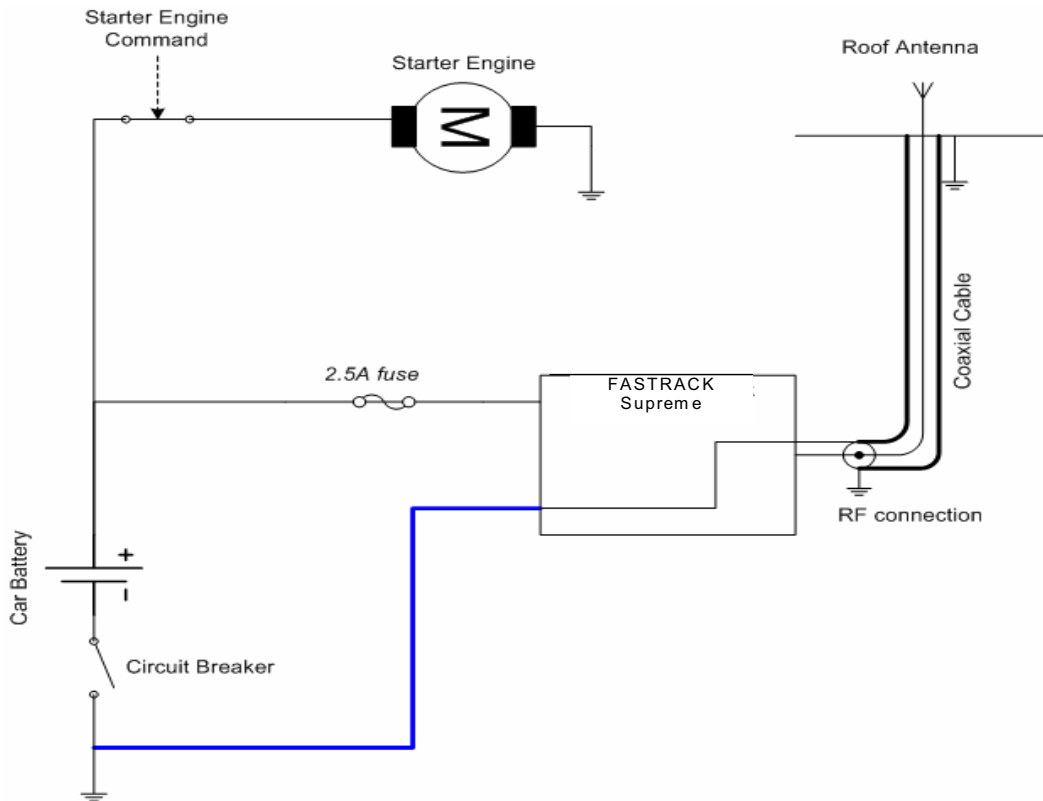 Starter Engine
Command
Starter Engine
Roof Antenna
M
Coaxial Cable
2.5A fuse
FASTRACK
Supreme
RF connection
Car Battery
+
–
Circuit Breaker